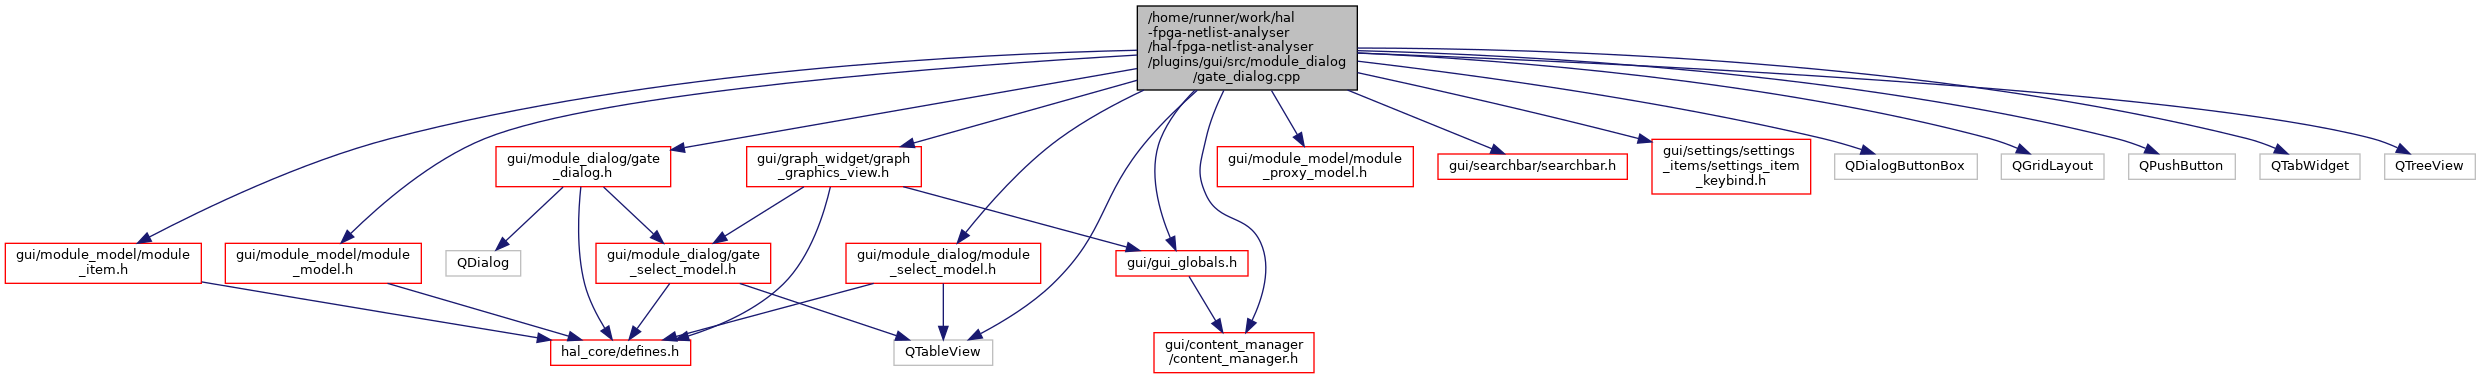 /home/runner/work/hal
-fpga-netlist-analyser
/hal-fpga-netlist-analyser
/plugins/gui/src/module_dialog
/gate_dialog.cpp
gui/module_dialog/gate
_dialog.h
gui/graph_widget/graph
_graphics_view.h
gui/module_model/module
_proxy_model.h
gui/searchbar/searchbar.h
gui/settings/settings
_items/settings_item
_keybind.h
QDialogButtonBox
QGridLayout
QPushButton
QTabWidget
QTreeView
gui/module_model/module
_item.h
gui/module_model/module
_model.h
QDialog
gui/module_dialog/gate
_select_model.h
gui/module_dialog/module
_select_model.h
gui/gui_globals.h
hal_core/defines.h
QTableView
gui/content_manager
/content_manager.h